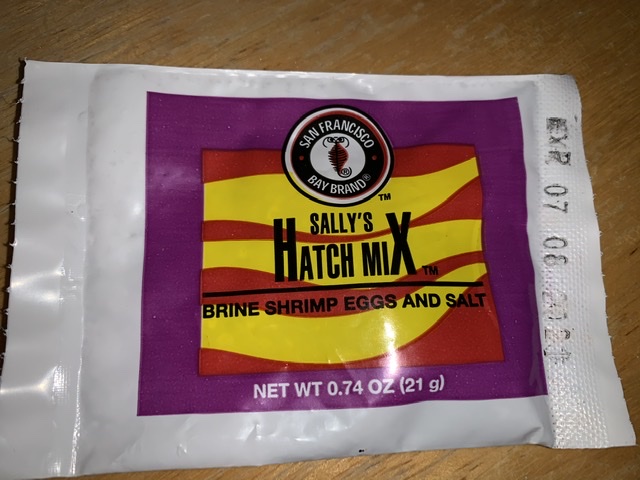 SAN FRANCISCO
BAY BRAND®
®
TM
SALLY'S
HATCH MIX TM
BRINE SHRIMP EGGS AND SALT
NET WT 0.74 OZ (21 g)
EXP 07 08